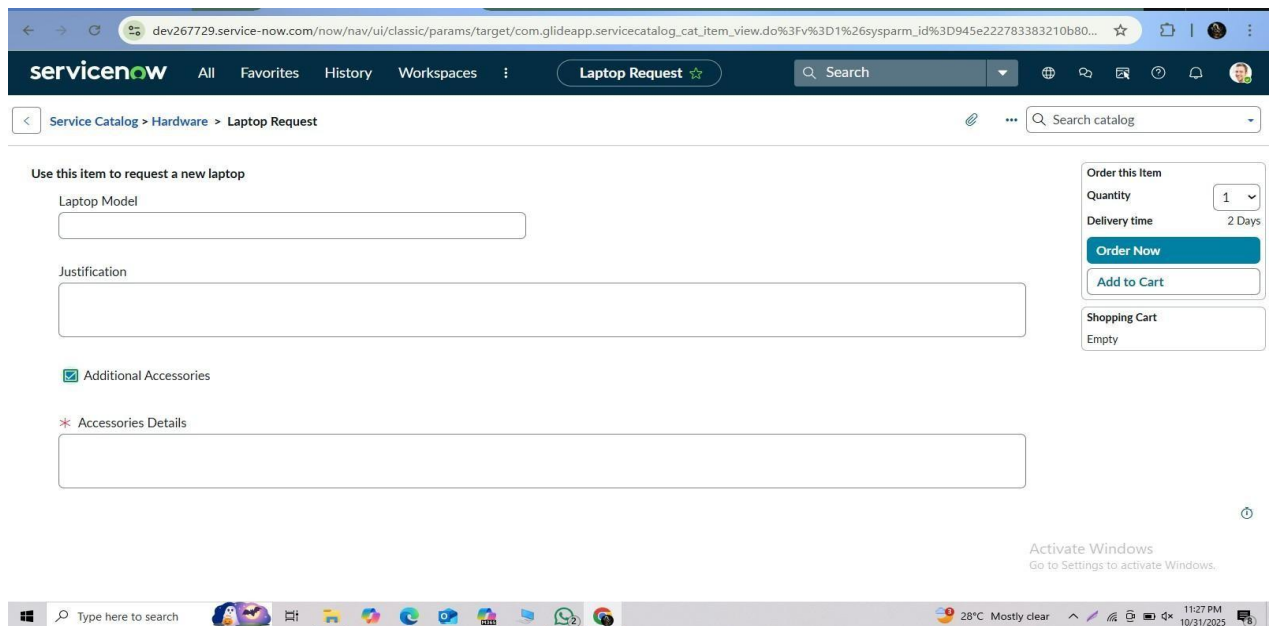 dev267729.service-now.com/now/nav/ui/classic/params/target/com.glideapp.servicecatalog_cat_item_view.do%3Fv%3D1%26sysparm_id%3D945e222783383210b80...
servicenow All Favorites History Workspaces Laptop Request Search
Service Catalog > Hardware > Laptop Request Search catalog
Use this item to request a new laptop
Laptop Model
Justification
Additional Accessories
* Accessories Details
Order this Item
Quantity 1
Delivery time 2 Days
Order Now
Add to Cart
Shopping Cart
Empty
Activate Windows
Go to Settings to activate Windows.
Type here to search 28°C Mostly clear 11:27 PM
10/31/2025